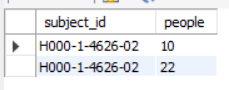 subject_id people
H000-1-4626-02 10
H000-1-4626-02 22